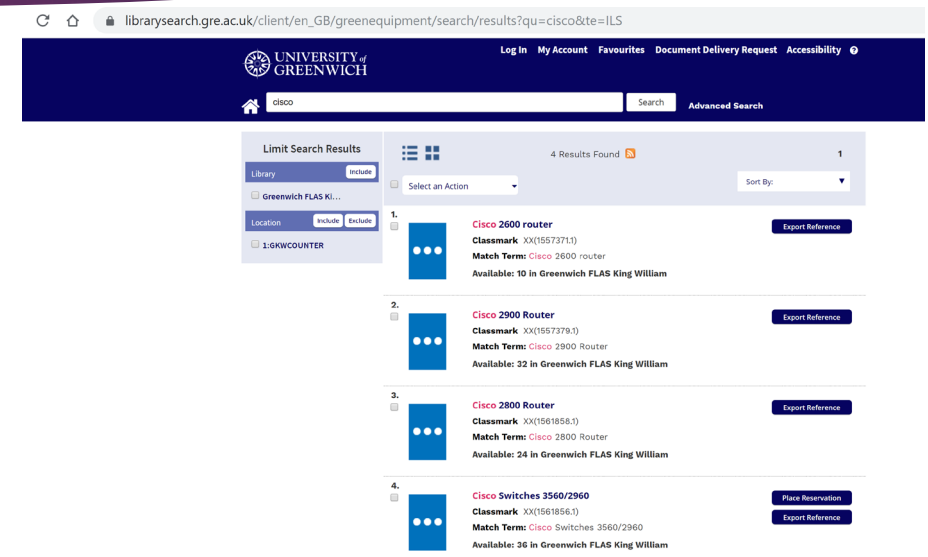 librarysearch.gre.ac.uk/client/en_GB/greenequipment/search/results?qu=cisco&te=ILS
UNIVERSITY of GREENWICH
Log In My Account Favourites Document Delivery Request Accessibility ?
cisco
Search
Advanced Search
Limit Search Results
Library Include
Greenwich FLAS Ki...
Location Include Exclude
1:GKWCOUNTER
4 Results Found 1
Select an Action
Sort By:
1.
Cisco 2600 router
Export Reference
Classmark XX(1557371.1)
Match Term: Cisco 2600 router
Available: 10 in Greenwich FLAS King William
2.
Cisco 2900 Router
Export Reference
Classmark XX(1557379.1)
Match Term: Cisco 2900 Router
Available: 32 in Greenwich FLAS King William
3.
Cisco 2800 Router
Export Reference
Classmark XX(1561858.1)
Match Term: Cisco 2800 Router
Available: 24 in Greenwich FLAS King William
4.
Cisco Switches 3560/2960
Place Reservation
Classmark XX(1561856.1)
Export Reference
Match Term: Cisco Switches 3560/2960
Available: 36 in Greenwich FLAS King William